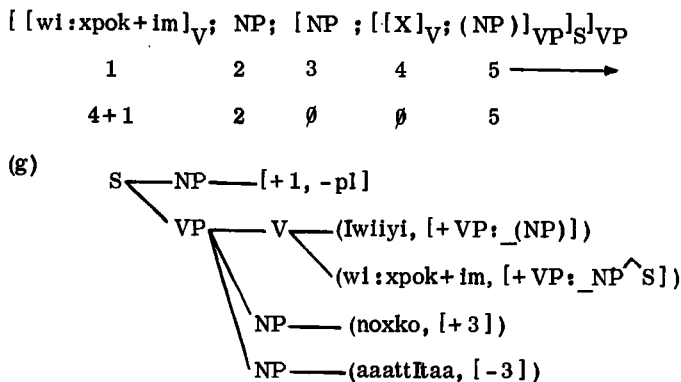 [ [wi:xpok+im]V; NP; [NP ;[[X]V;(NP)]VP]S]VP
1 2 3 4 5 ⟶
4+1 2 ∅ ∅ 5
(g)
S NP [+1, -pl]
VP V (Iwiiyi, [+VP:_(NP)])
(wi:xpok+im, [+VP:_NP^S])
NP (noxko, [+3])
NP (aaattItaa, [-3])